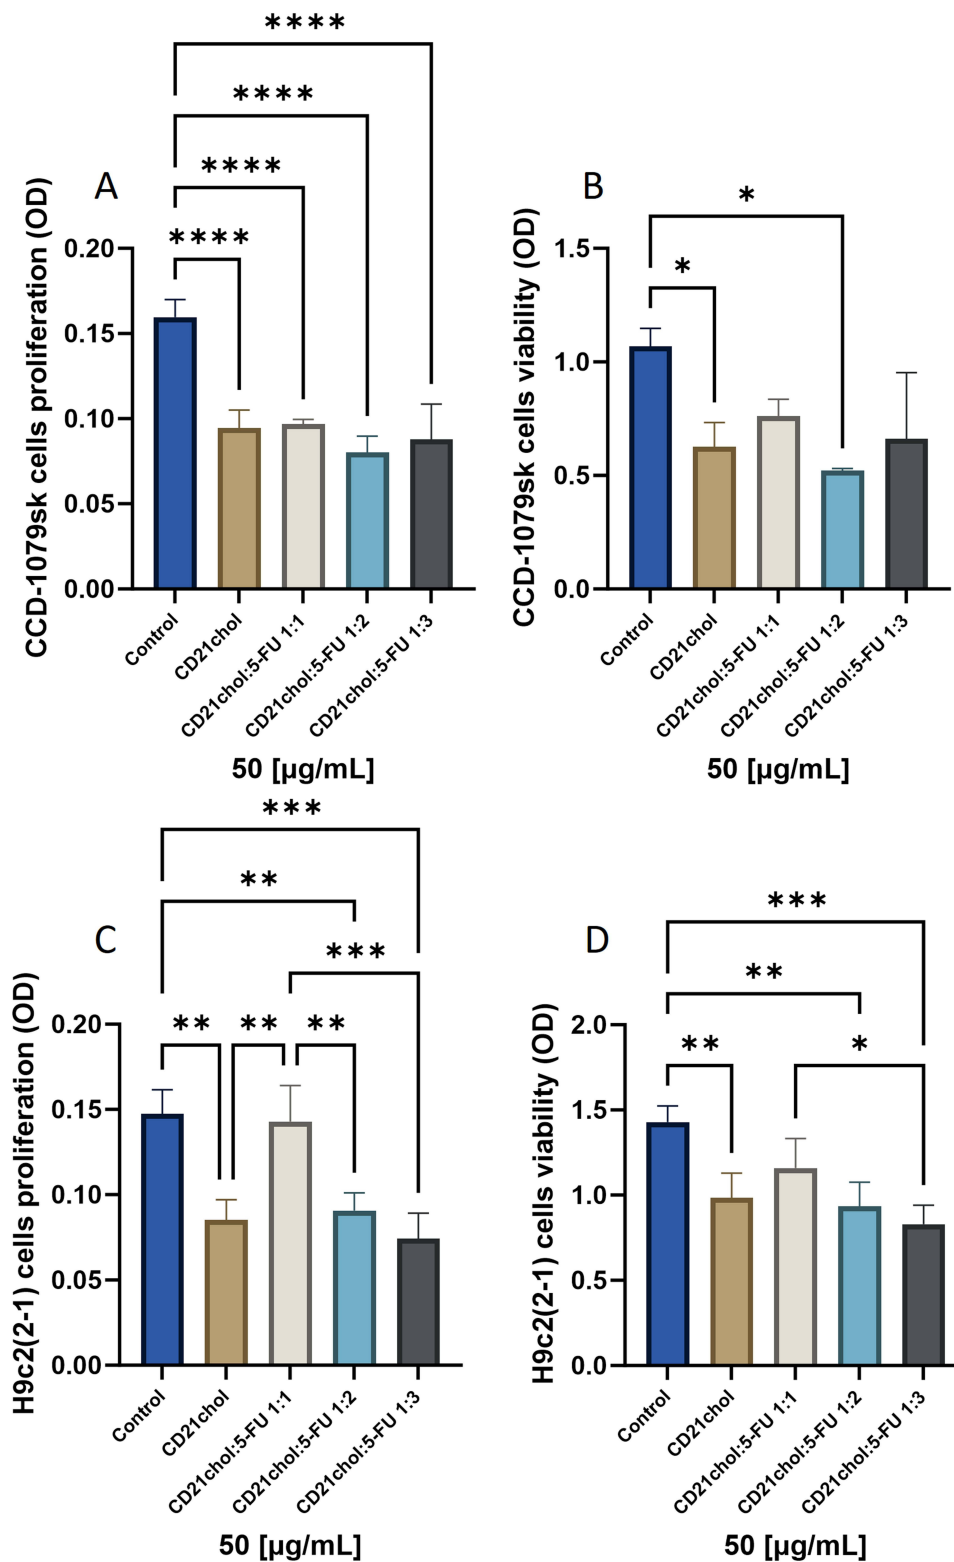 ****
****
****
****
A
CCD-1079sk cells proliferation (OD)
0.20
0.15
0.10
0.05
0.00
Control
CD21chol
CD21chol:5-FU 1:1
CD21chol:5-FU 1:2
CD21chol:5-FU 1:3
50 [µg/mL]
B
*
*
CCD-1079sk cells viability (OD)
1.5
1.0
0.5
0.0
Control
CD21chol
CD21chol:5-FU 1:1
CD21chol:5-FU 1:2
CD21chol:5-FU 1:3
50 [µg/mL]
***
**
C
***
** ** **
H9c2(2-1) cells proliferation (OD)
0.20
0.15
0.10
0.05
0.00
Control
CD21chol
CD21chol:5-FU 1:1
CD21chol:5-FU 1:2
CD21chol:5-FU 1:3
50 [µg/mL]
***
D
**
** *
H9c2(2-1) cells viability (OD)
2.0
1.5
1.0
0.5
0.0
Control
CD21chol
CD21chol:5-FU 1:1
CD21chol:5-FU 1:2
CD21chol:5-FU 1:3
50 [µg/mL]